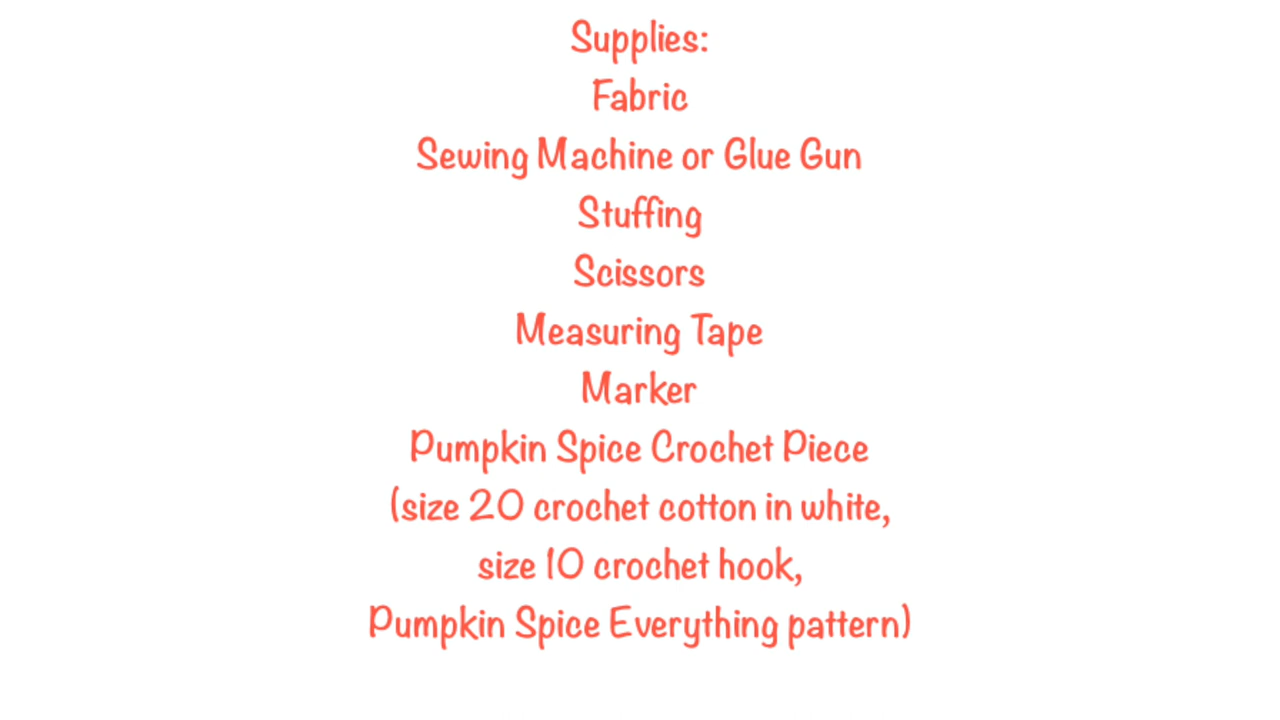 Supplies:
Fabric
Sewing Machine or Glue Gun
Stuffing
Scissors
Measuring Tape
Marker
Pumpkin Spice Crochet Piece
(size 20 crochet cotton in white,
size 10 crochet hook,
Pumpkin Spice Everything pattern)